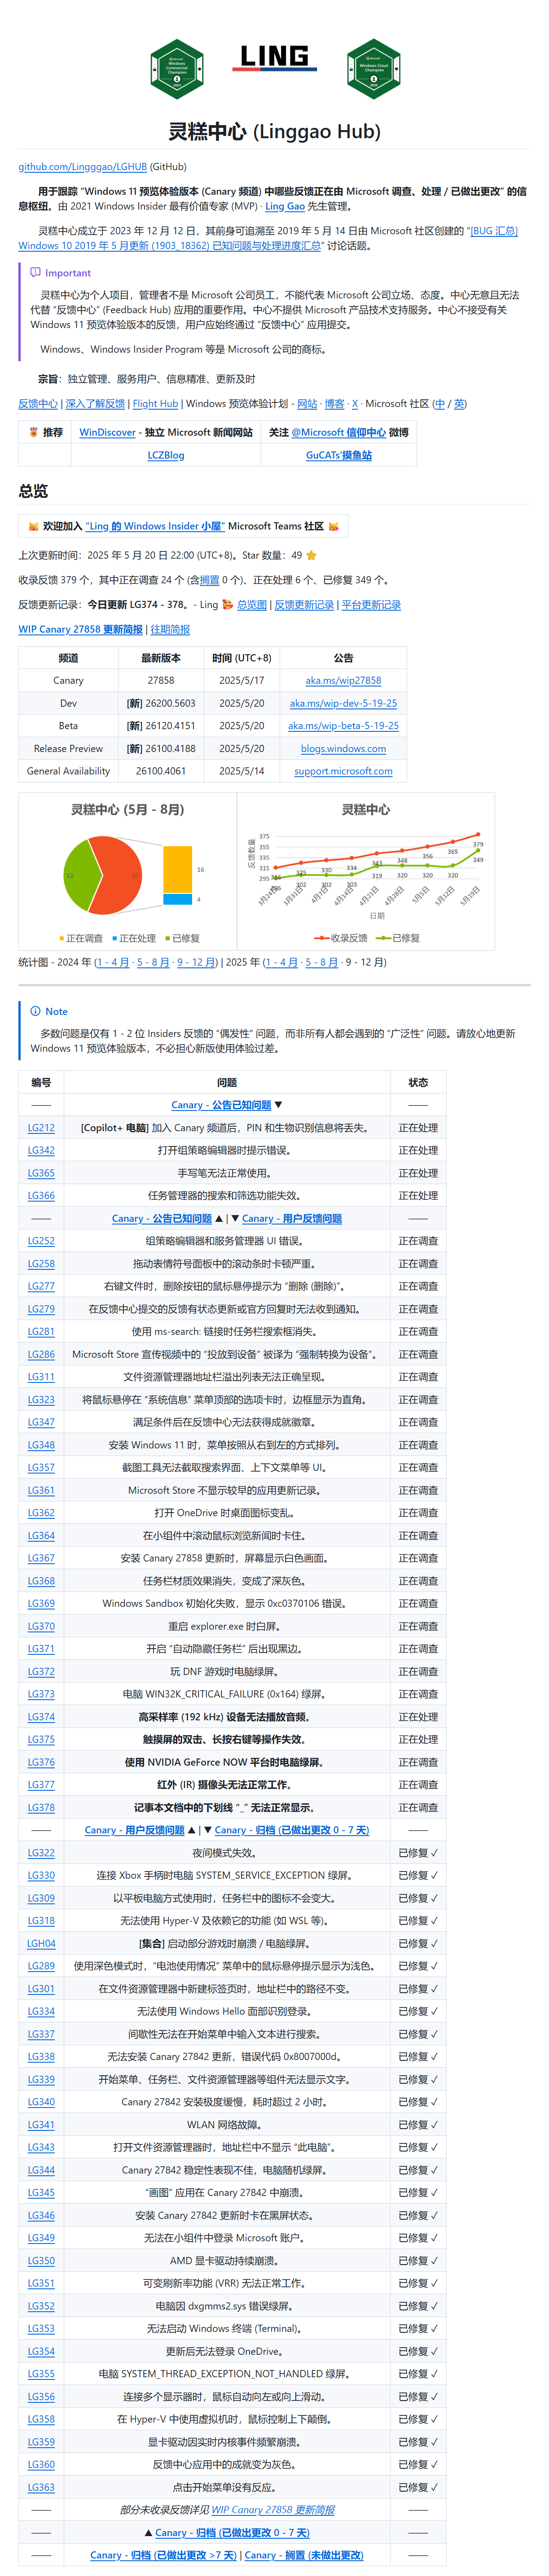 LING
灵糕中心 (Linggao Hub)
github.com/Lingggao/LGHUB (GitHub)
用于跟踪 “Windows 11 预览体验版本 (Canary 频道) 中哪些反馈正在由 Microsoft 调查、处理 / 已做出更改” 的信
息枢纽。由 2021 Windows Insider 最有价值专家 (MVP) · Ling Gao 先生管理。
灵糕中心成立于 2023 年 12 月 12 日，其前身可追溯至 2019 年 5 月 14 日由 Microsoft 社区创建的 “[BUG 汇总]
Windows 10 2019 年 5 月更新 (1903_18362) 已知问题与处理进度汇总” 讨论话题。
Important
灵糕中心为个人项目，管理者不是 Microsoft 公司员工，不能代表 Microsoft 公司立场、态度。中心无意且无法
代替 “反馈中心” (Feedback Hub) 应用的重要作用。中心不提供 Microsoft 产品技术支持服务。中心不接受有关
Windows 11 预览体验版本的反馈，用户应始终通过 “反馈中心” 应用提交。
Windows、Windows Insider Program 等是 Microsoft 公司的商标。
宗旨：独立管理、服务用户、信息精准、更新及时
反馈中心 | 深入了解反馈 | Flight Hub | Windows 预览体验计划 - 网站 · 博客 · X · Microsoft 社区 (中 / 英)
🏅 推荐 WinDiscover - 独立 Microsoft 新闻网站 关注 @Microsoft 信仰中心 微博
LCZBlog GuCATs'摸鱼站
总览
欢迎加入 “Ling 的 Windows Insider 小屋” Microsoft Teams 社区
上次更新时间：2025 年 5 月 20 日 22:00 (UTC+8)。Star 数量：49 ⭐
收录反馈 379 个，其中正在调查 24 个 (含搁置 0 个)、正在处理 6 个、已修复 349 个。
反馈更新记录：今日更新 LG374 - 378。- Ling 🥰 总览图 | 反馈更新记录 | 平台更新记录
WIP Canary 27858 更新简报 | 往期简报
频道 最新版本 时间 (UTC+8) 公告
Canary 27858 2025/5/17 aka.ms/wip27858
Dev [新] 26200.5603 2025/5/20 aka.ms/wip-dev-5-19-25
Beta [新] 26120.4151 2025/5/20 aka.ms/wip-beta-5-19-25
Release Preview [新] 26100.4188 2025/5/20 blogs.windows.com
General Availability 26100.4061 2025/5/14 support.microsoft.com
灵糕中心 (5月 - 8月)
12 20 16 4
正在调查 正在处理 已修复
灵糕中心
反馈数量
375
355
335
315
295
316 325 330 334 343 348 356 365 379
296 302 302 303 319 320 320 320 349
3月24日 3月31日 4月7日 4月14日 4月21日 4月28日 5月5日 5月12日 5月19日
日期
收录反馈 已修复
统计图 - 2024 年 (1 - 4 月 · 5 - 8 月 · 9 - 12 月) | 2025 年 (1 - 4 月 · 5 - 8 月 · 9 - 12 月)
Note
多数问题是仅有 1 - 2 位 Insiders 反馈的 “偶发性” 问题，而非所有人都会遇到的 “广泛性” 问题。请放心地更新
Windows 11 预览体验版本，不必担心新版使用体验过差。
编号 问题 状态
—— Canary - 公告已知问题 ▼ ——
LG212 [Copilot+ 电脑] 加入 Canary 频道后，PIN 和生物识别信息将丢失。 正在处理
LG342 打开组策略编辑器时提示错误。 正在处理
LG365 手写笔无法正常使用。 正在处理
LG366 任务管理器的搜索和筛选功能失效。 正在处理
—— Canary - 公告已知问题 ▲ | ▼ Canary - 用户反馈问题 ——
LG252 组策略编辑器和服务管理器 UI 错误。 正在调查
LG258 拖动表情符号面板中的滚动条时卡顿严重。 正在调查
LG277 右键文件时，删除按钮的鼠标悬停提示为 “删除 (删除)”。 正在调查
LG279 在反馈中心提交的反馈有状态更新或官方回复时无法收到通知。 正在调查
LG281 使用 ms-search: 链接时任务栏搜索框消失。 正在调查
LG286 Microsoft Store 宣传视频中的 “投放到设备” 被译为 “强制转换为设备”。 正在调查
LG311 文件资源管理器地址栏溢出列表无法正确呈现。 正在调查
LG323 将鼠标悬停在 “系统信息” 菜单顶部的选项卡时，边框显示为直角。 正在调查
LG347 满足条件后在反馈中心无法获得成就徽章。 正在调查
LG348 安装 Windows 11 时，菜单按照从右到左的方式排列。 正在调查
LG357 截图工具无法截取搜索界面、上下文菜单等 UI。 正在调查
LG361 Microsoft Store 不显示较早的应用更新记录。 正在调查
LG362 打开 OneDrive 时桌面图标变乱。 正在调查
LG364 在小组件中滚动鼠标浏览新闻时卡住。 正在调查
LG367 安装 Canary 27858 更新时，屏幕显示白色画面。 正在调查
LG368 任务栏材质效果消失，变成了深灰色。 正在调查
LG369 Windows Sandbox 初始化失败，显示 0xc0370106 错误。 正在调查
LG370 重启 explorer.exe 时白屏。 正在调查
LG371 开启 “自动隐藏任务栏” 后出现黑边。 正在调查
LG372 玩 DNF 游戏时电脑绿屏。 正在调查
LG373 电脑 WIN32K_CRITICAL_FAILURE (0x164) 绿屏。 正在调查
LG374 高采样率 (192 kHz) 设备无法播放音频。 正在处理
LG375 触摸屏的双击、长按右键等操作失效。 正在处理
LG376 使用 NVIDIA GeForce NOW 平台时电脑绿屏。 正在调查
LG377 红外 (IR) 摄像头无法正常工作。 正在调查
LG378 记事本文档中的下划线 “_” 无法正常显示。 正在调查
—— Canary - 用户反馈问题 ▲ | ▼ Canary - 归档 (已做出更改 0 - 7 天) ——
LG322 夜间模式失效。 已修复 ✓
LG330 连接 Xbox 手柄时电脑 SYSTEM_SERVICE_EXCEPTION 绿屏。 已修复 ✓
LG309 以平板电脑方式使用时，任务栏中的图标不会变大。 已修复 ✓
LG318 无法使用 Hyper-V 及依赖它的功能 (如 WSL 等)。 已修复 ✓
LGH04 [集合] 启动部分游戏时崩溃 / 电脑绿屏。 已修复 ✓
LG289 使用深色模式时，“电池使用情况” 菜单中的鼠标悬停提示显示为浅色。 已修复 ✓
LG301 在文件资源管理器中新建标签页时，地址栏中的路径不变。 已修复 ✓
LG334 无法使用 Windows Hello 面部识别登录。 已修复 ✓
LG337 间歇性无法在开始菜单中输入文本进行搜索。 已修复 ✓
LG338 无法安装 Canary 27842 更新，错误代码 0x8007000d。 已修复 ✓
LG339 开始菜单、任务栏、文件资源管理器等组件无法显示文字。 已修复 ✓
LG340 Canary 27842 安装极度缓慢，耗时超过 2 小时。 已修复 ✓
LG341 WLAN 网络故障。 已修复 ✓
LG343 打开文件资源管理器时，地址栏中不显示 “此电脑”。 已修复 ✓
LG344 Canary 27842 稳定性表现不佳，电脑随机绿屏。 已修复 ✓
LG345 “画图” 应用在 Canary 27842 中崩溃。 已修复 ✓
LG346 安装 Canary 27842 更新时卡在黑屏状态。 已修复 ✓
LG349 无法在小组件中登录 Microsoft 账户。 已修复 ✓
LG350 AMD 显卡驱动持续崩溃。 已修复 ✓
LG351 可变刷新率功能 (VRR) 无法正常工作。 已修复 ✓
LG352 电脑因 dxgmms2.sys 错误绿屏。 已修复 ✓
LG353 无法启动 Windows 终端 (Terminal)。 已修复 ✓
LG354 更新后无法登录 OneDrive。 已修复 ✓
LG355 电脑 SYSTEM_THREAD_EXCEPTION_NOT_HANDLED 绿屏。 已修复 ✓
LG356 连接多个显示器时，鼠标自动向左或向上滑动。 已修复 ✓
LG358 在 Hyper-V 中使用虚拟机时，鼠标控制上下颠倒。 已修复 ✓
LG359 显卡驱动因实时内核事件频繁崩溃。 已修复 ✓
LG360 反馈中心应用中的成就变为灰色。 已修复 ✓
LG363 点击开始菜单没有反应。 已修复 ✓
—— 部分未收录反馈详见 WIP Canary 27858 更新简报 ——
—— ▲ Canary - 归档 (已做出更改 0 - 7 天) ——
—— Canary - 归档 (已做出更改 >7 天) | Canary - 搁置 (未做出更改) ——